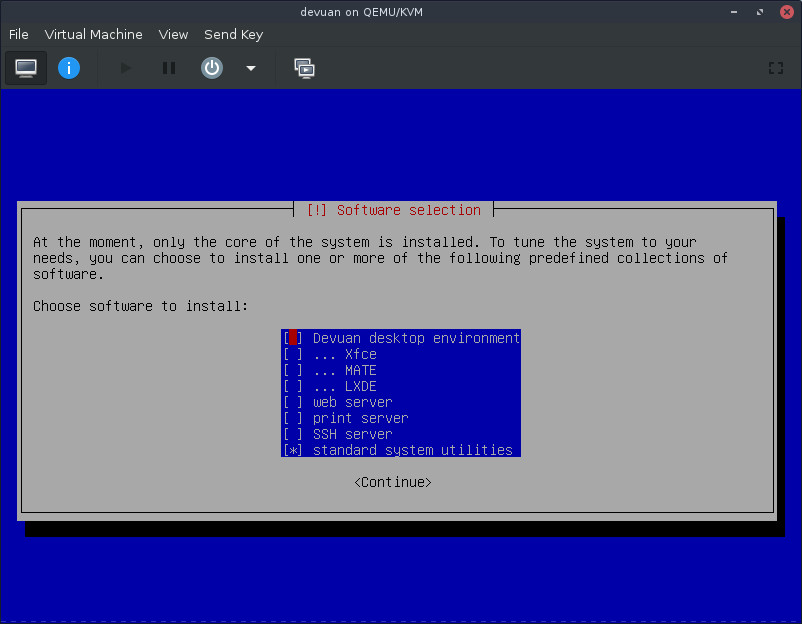 devuan on QEMU/KVM
File Virtual Machine View Send Key
[!] Software selection
At the moment, only the core of the system is installed. To tune the system to your
needs, you can choose to install one or more of the following predefined collections of
software.
Choose software to install:
[ ] Devuan desktop environment
[ ] ... Xfce
[ ] ... MATE
[ ] ... LXDE
[ ] web server
[ ] print server
[ ] SSH server
[*] standard system utilities
<Continue>